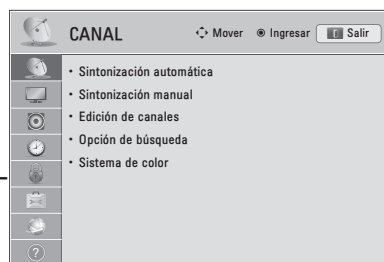 CANAL
Mover Ingresar Salir
• Sintonización automática
• Sintonización manual
• Edición de canales
• Opción de búsqueda
• Sistema de color
?